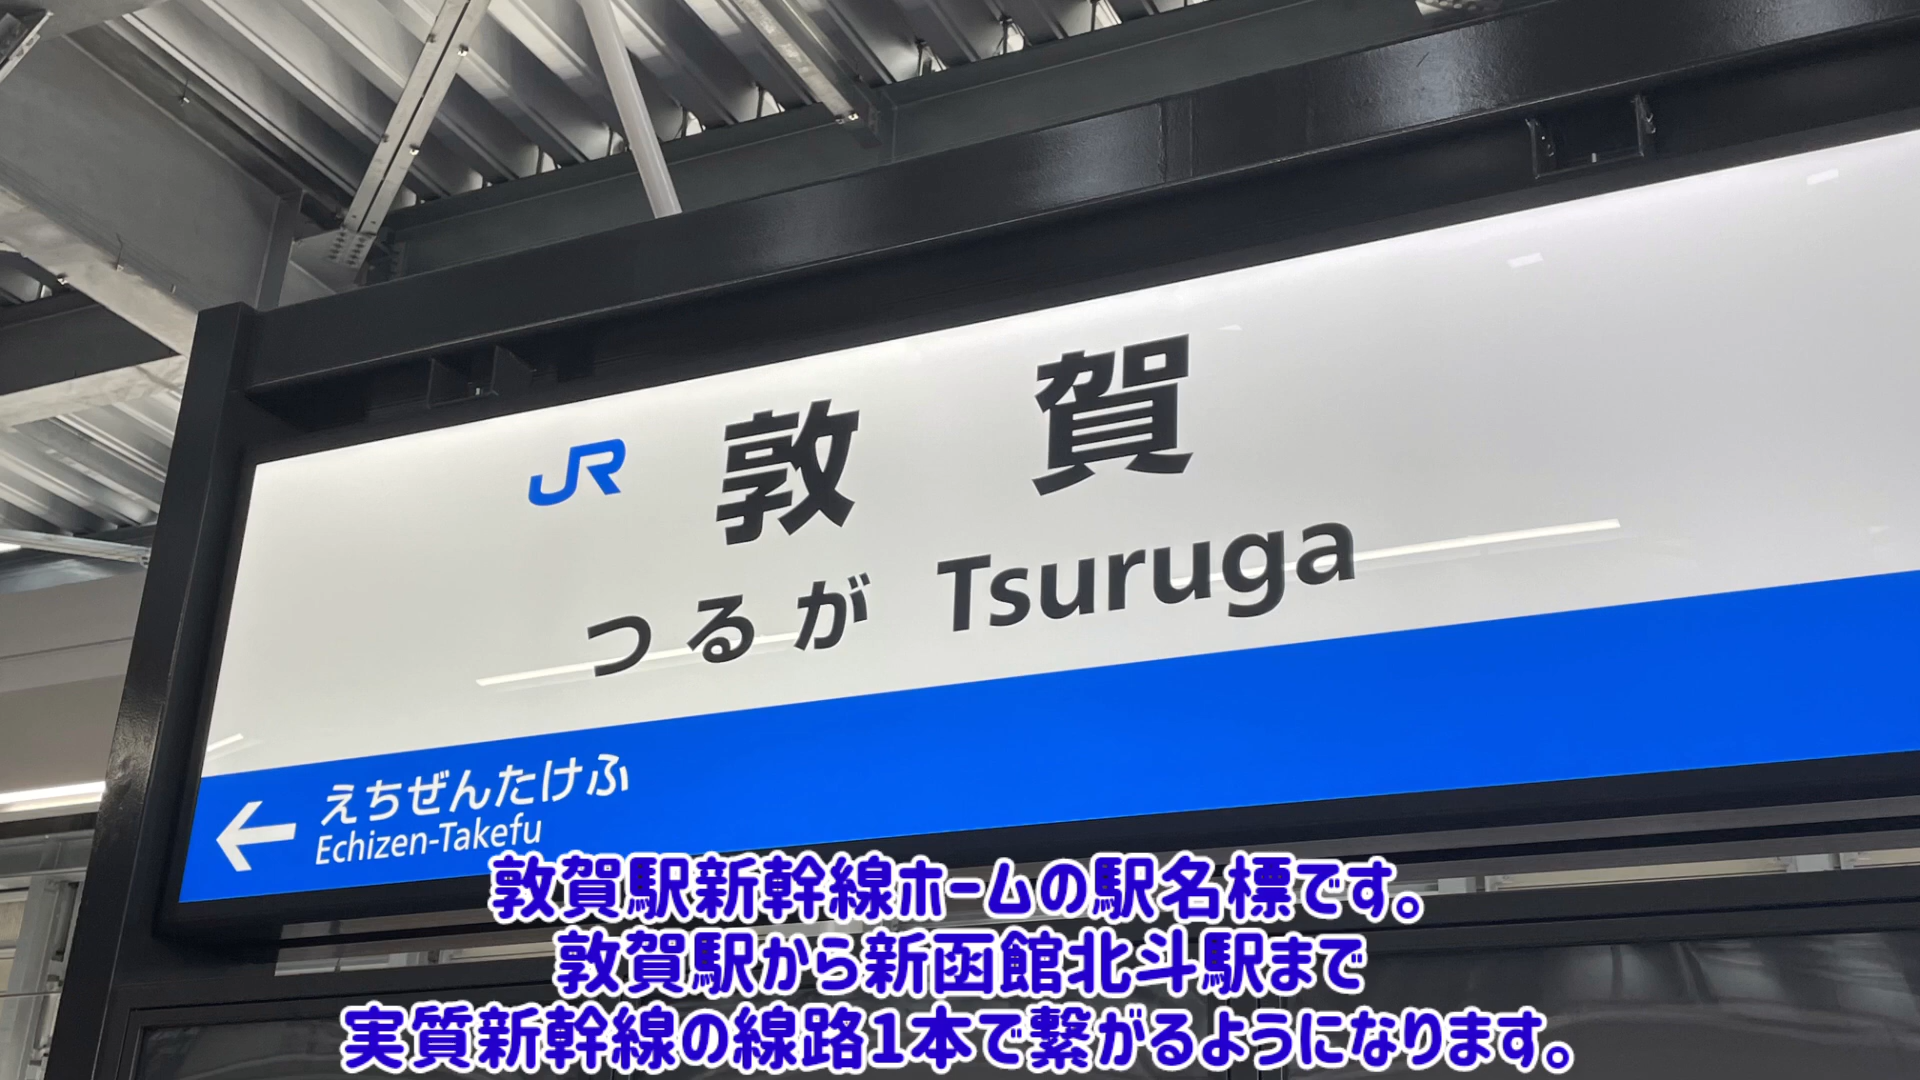 JR 敦賀
つるが Tsuruga
← えちぜんたけふ
Echizen-Takefu
敦賀駅新幹線ホームの駅名標です。
敦賀駅から新函館北斗駅まで
実質新幹線の線路1本で繋がるようになります。